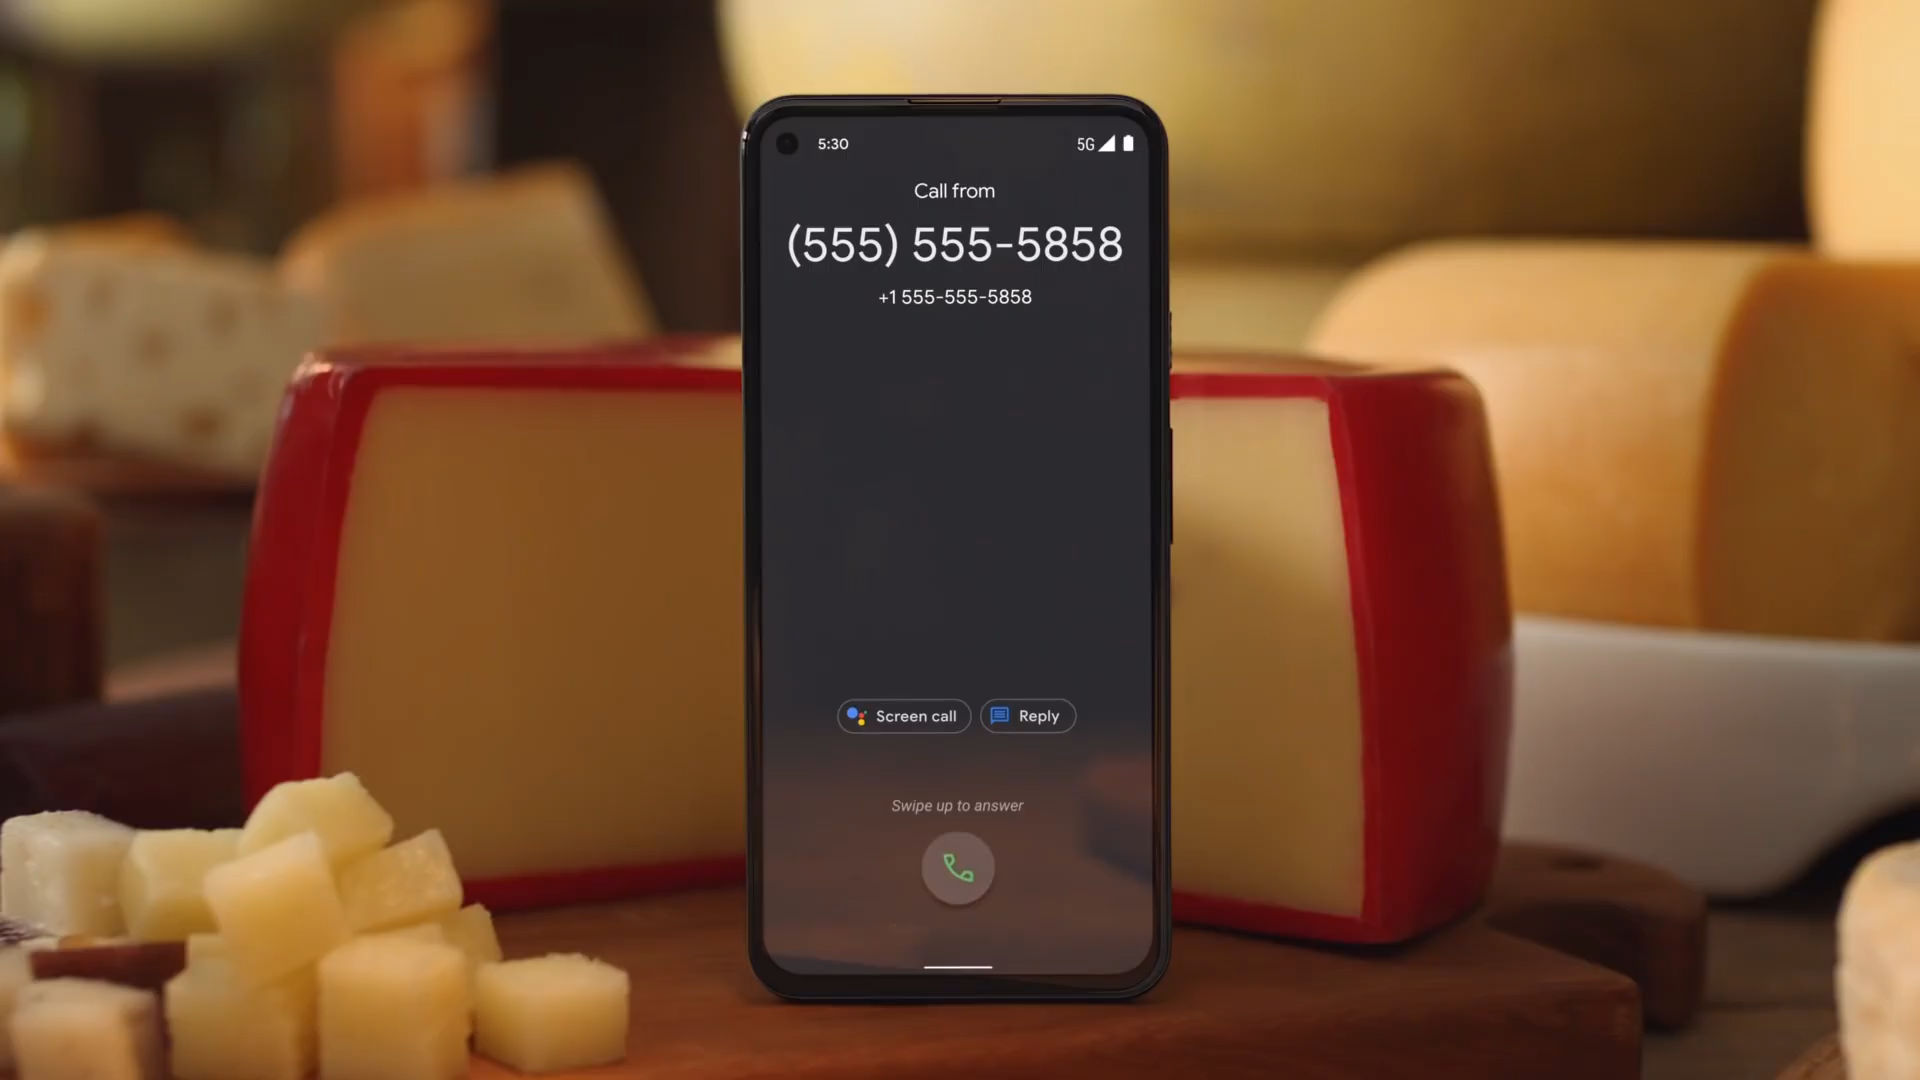 5:30 5G
Call from
(555) 555-5858
+1 555-555-5858
Screen call Reply
Swipe up to answer